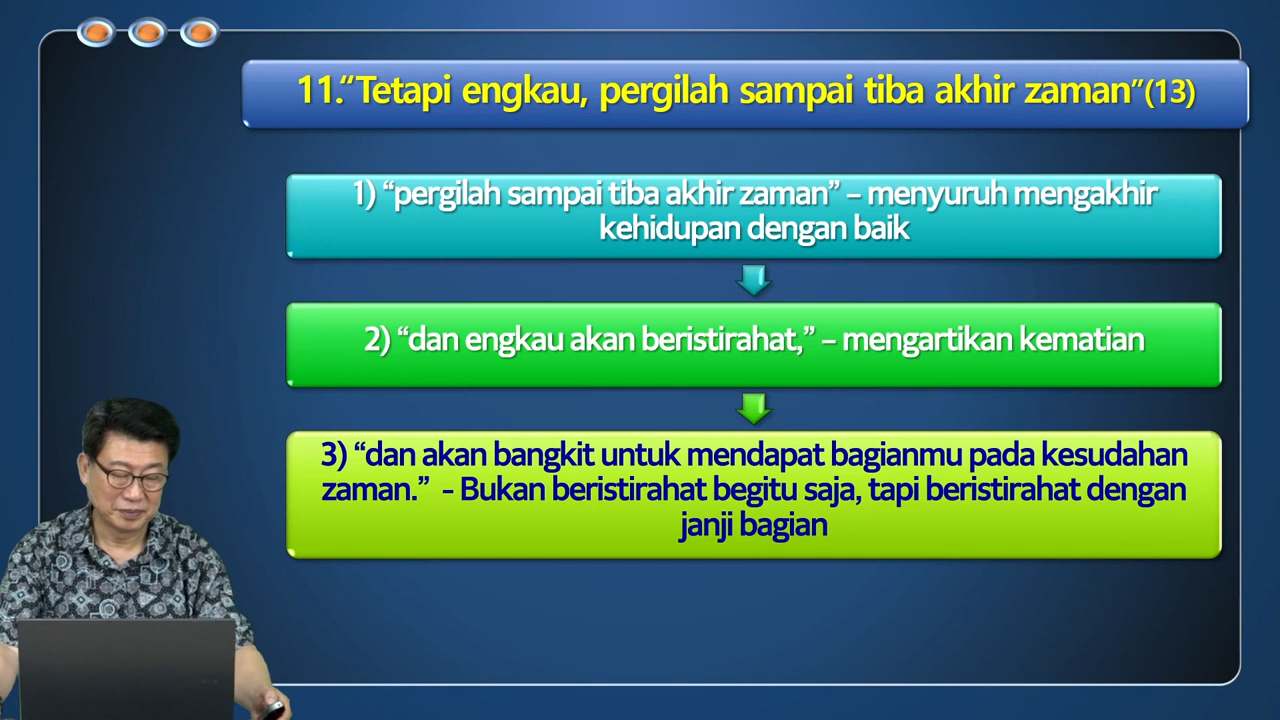 11.“Tetapi engkau, pergilah sampai tiba akhir zaman”(13)
1) “pergilah sampai tiba akhir zaman” – menyuruh mengakhir
kehidupan dengan baik
2) “dan engkau akan beristirahat,” – mengartikan kematian
3) “dan akan bangkit untuk mendapat bagianmu pada kesudahan
zaman.” - Bukan beristirahat begitu saja, tapi beristirahat dengan
janji bagian